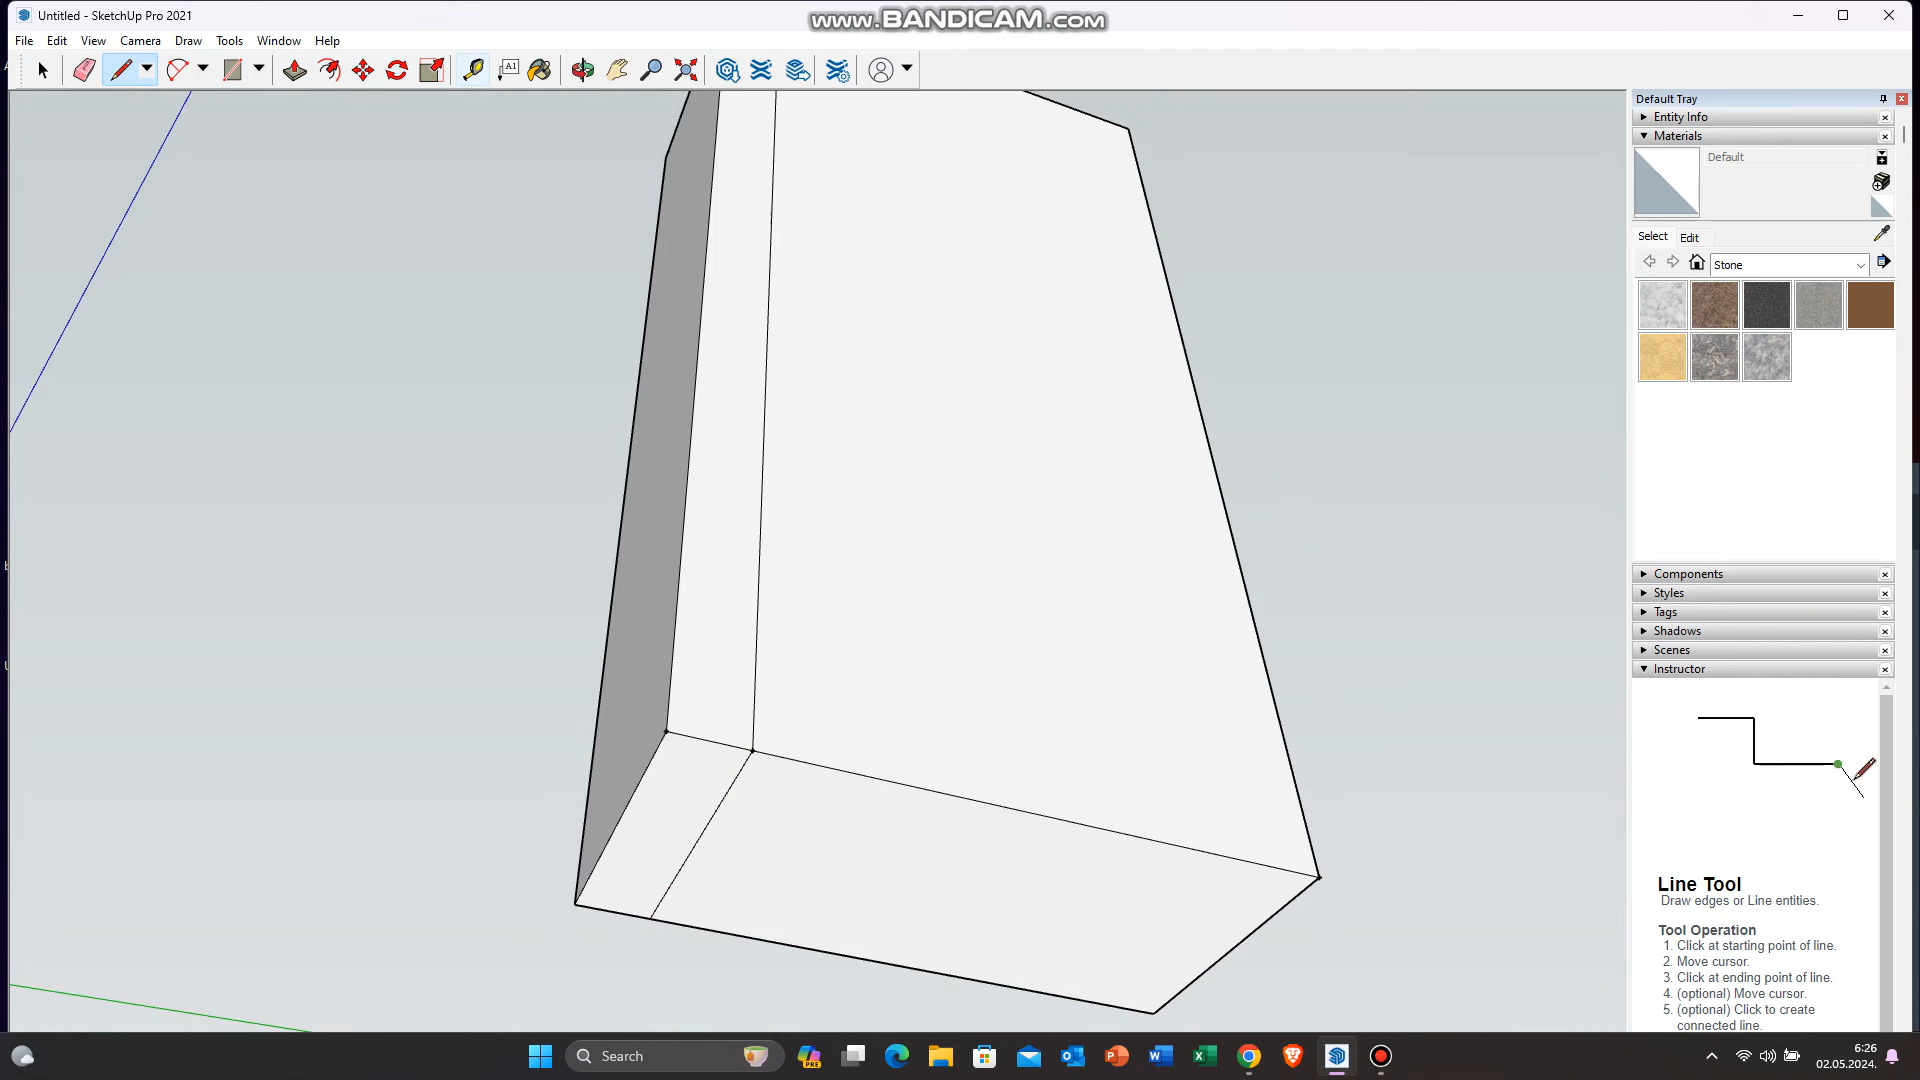 Untitled - SketchUp Pro 2021
www.BANDICAM.com
File Edit View Camera Draw Tools Window Help
A1
Default Tray
Entity Info
Materials
Default
Select Edit
Stone
Components
Styles
Tags
Shadows
Scenes
Instructor
Line Tool
Draw edges or Line entities.
Tool Operation
1. Click at starting point of line.
2. Move cursor.
3. Click at ending point of line.
4. (optional) Move cursor.
5. (optional) Click to create
connected line.
Search
PRE
6:26
02.05.2024.